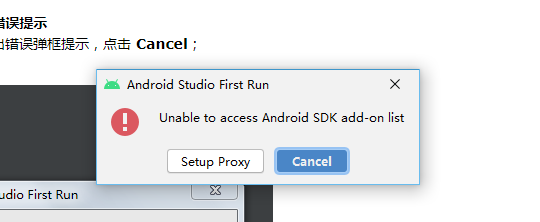 错误提示
出错误弹框提示，点击 Cancel；
Android Studio First Run
Unable to access Android SDK add-on list
Setup Proxy
Cancel
udio First Run